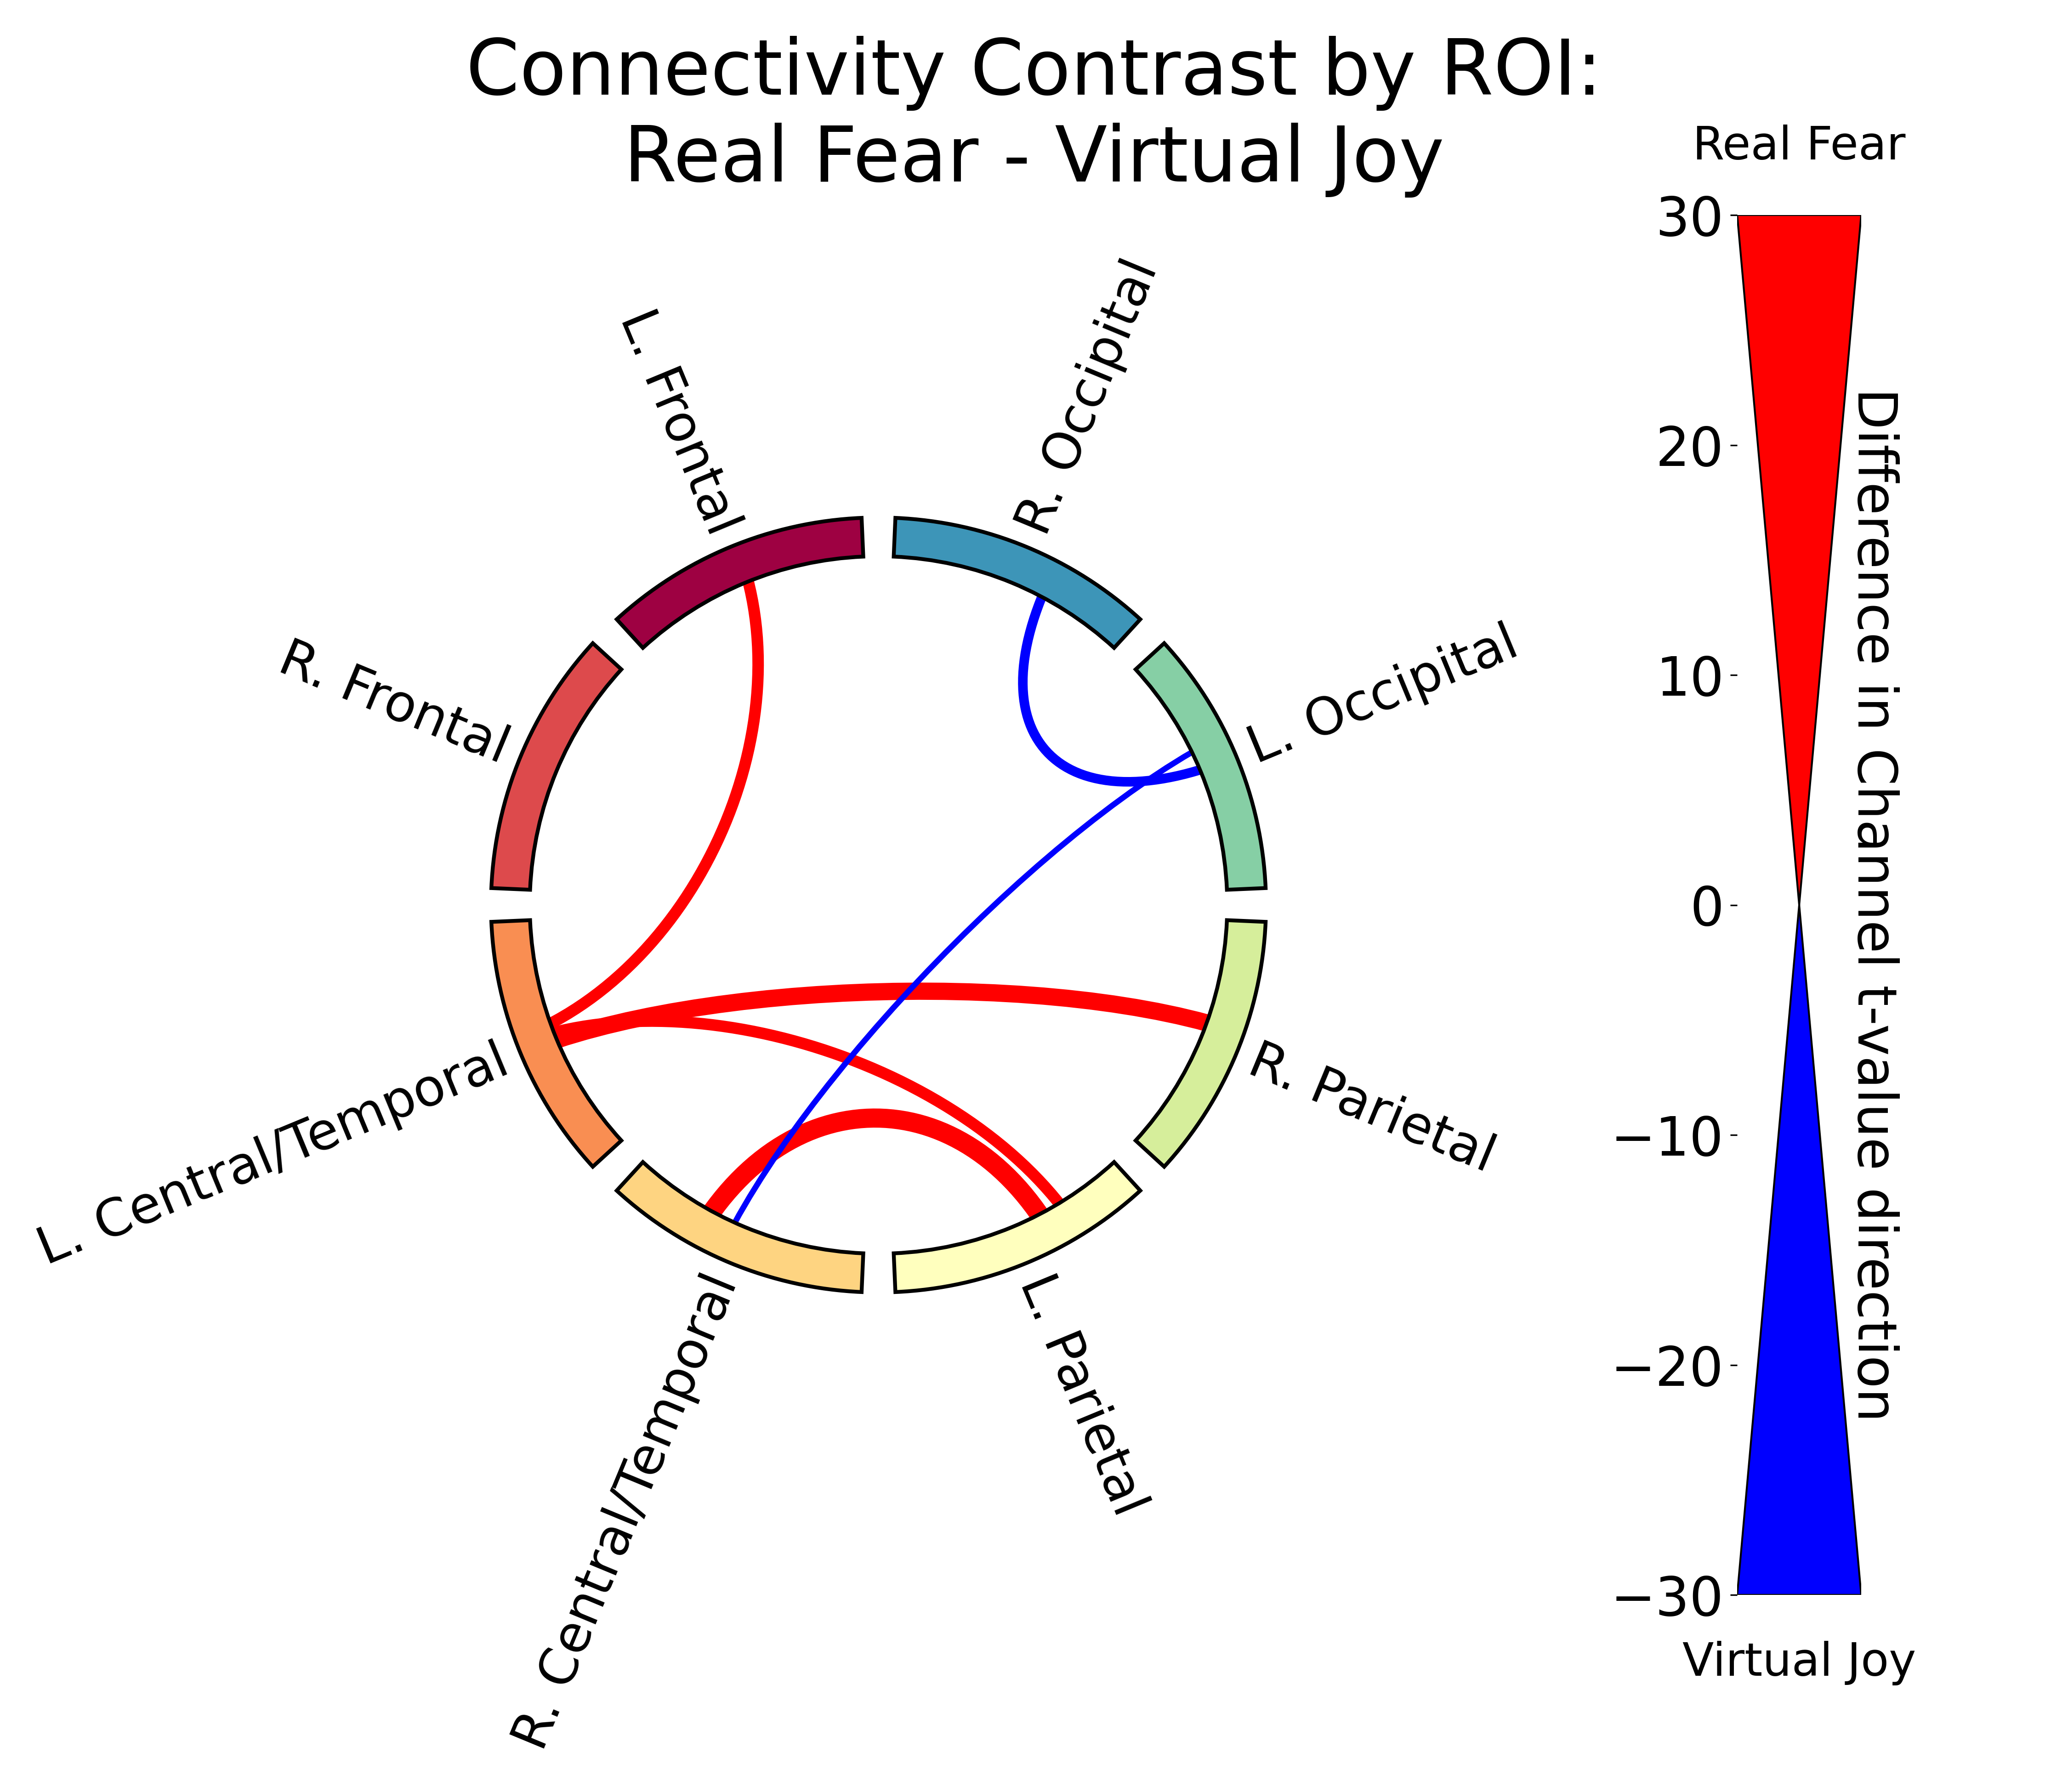 Connectivity Contrast by ROI:
Real Fear - Virtual Joy
Real Fear
30
20
10
0
−10
−20
−30
Virtual Joy
Difference in Channel t-value direction
R. Occipital
L. Frontal
R. Frontal
L. Occipital
L. Central/Temporal
R. Parietal
R. Central/Temporal
L. Parietal